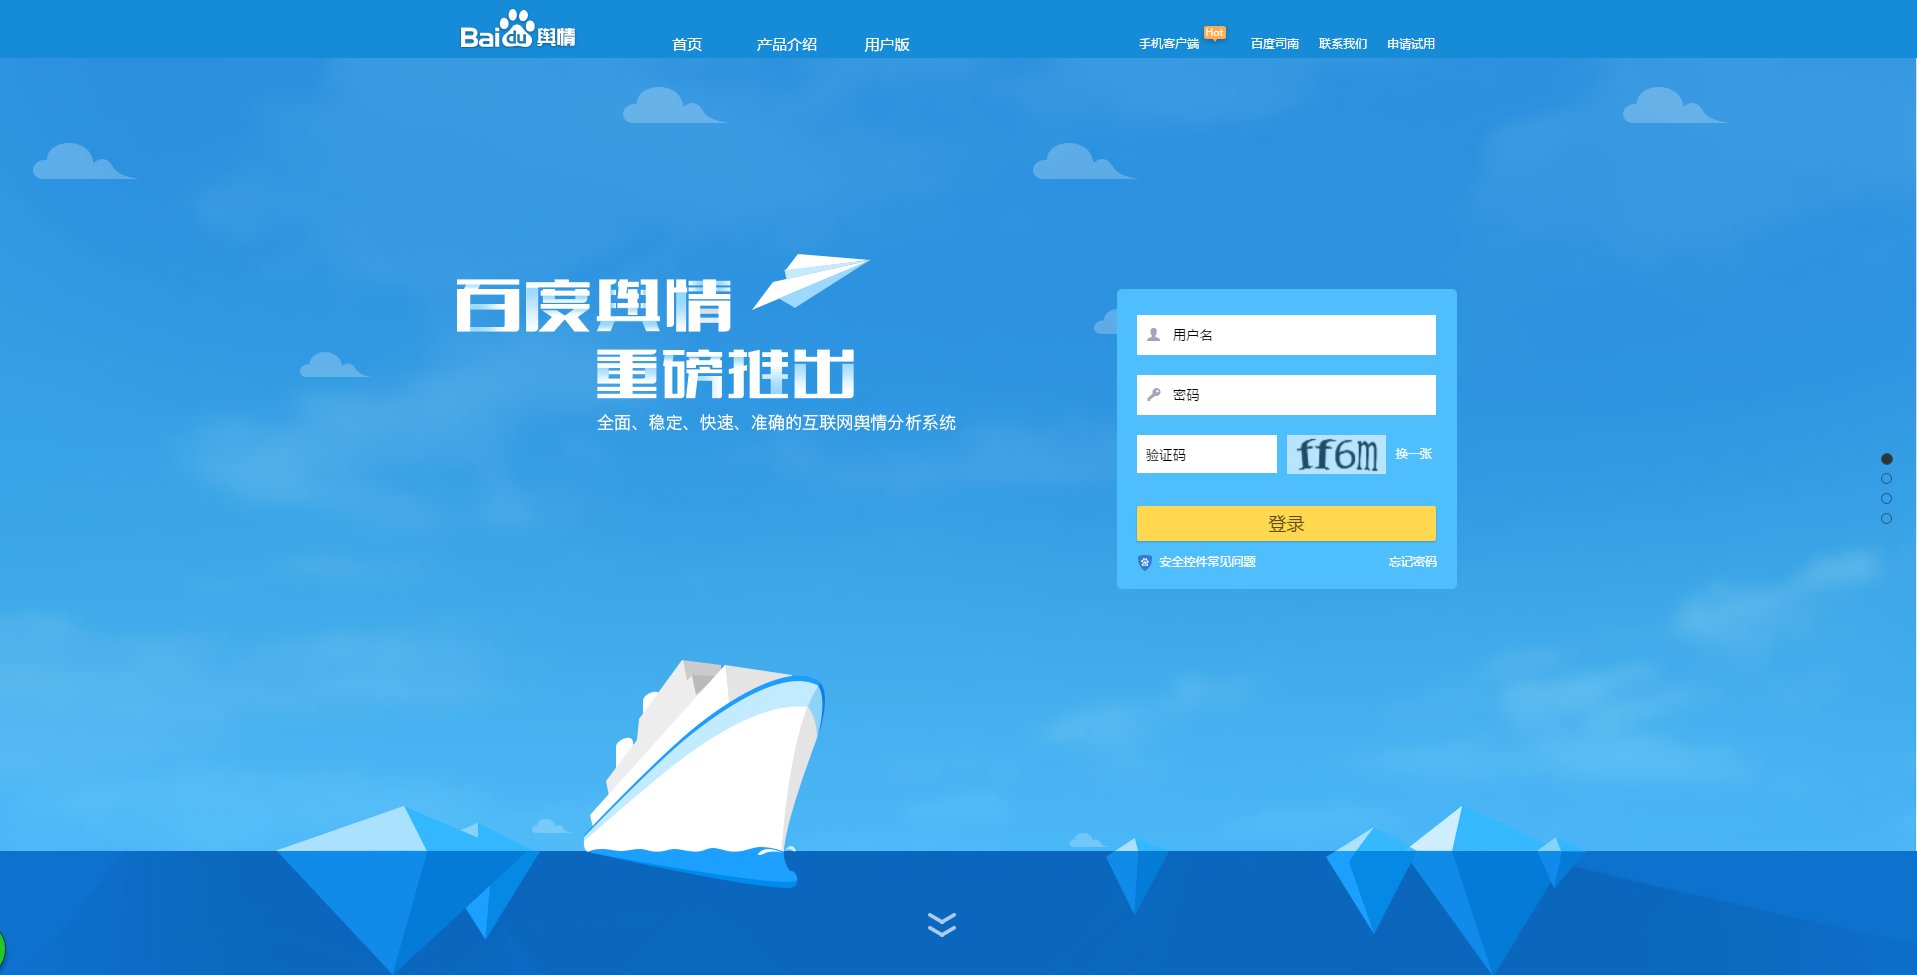 Baidu舆情
首页 产品介绍 用户版
手机客户端 Hot 百度司南 联系我们 申请试用
百度舆情
重磅推出
全面、稳定、快速、准确的互联网舆情分析系统
用户名
密码
验证码 ff6m 换一张
登录
安全控件常见问题 忘记密码